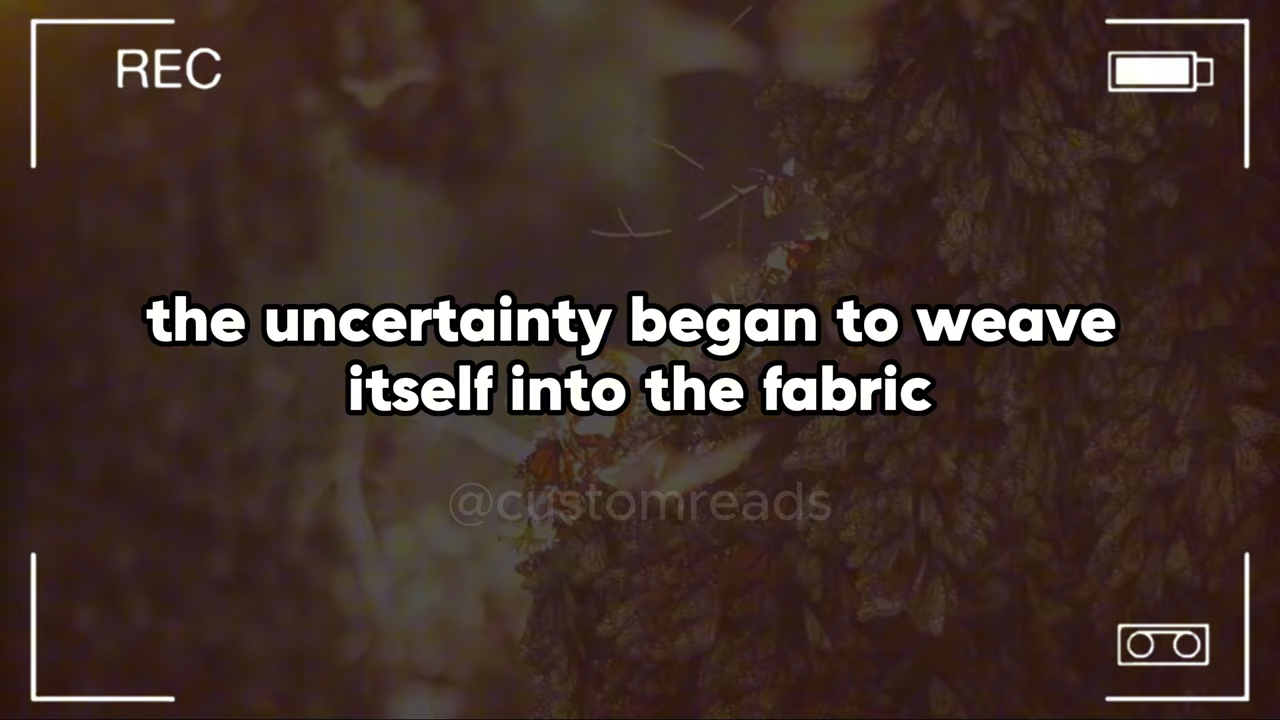 REC
the uncertainty began to weave
itself into the fabric
@customreads